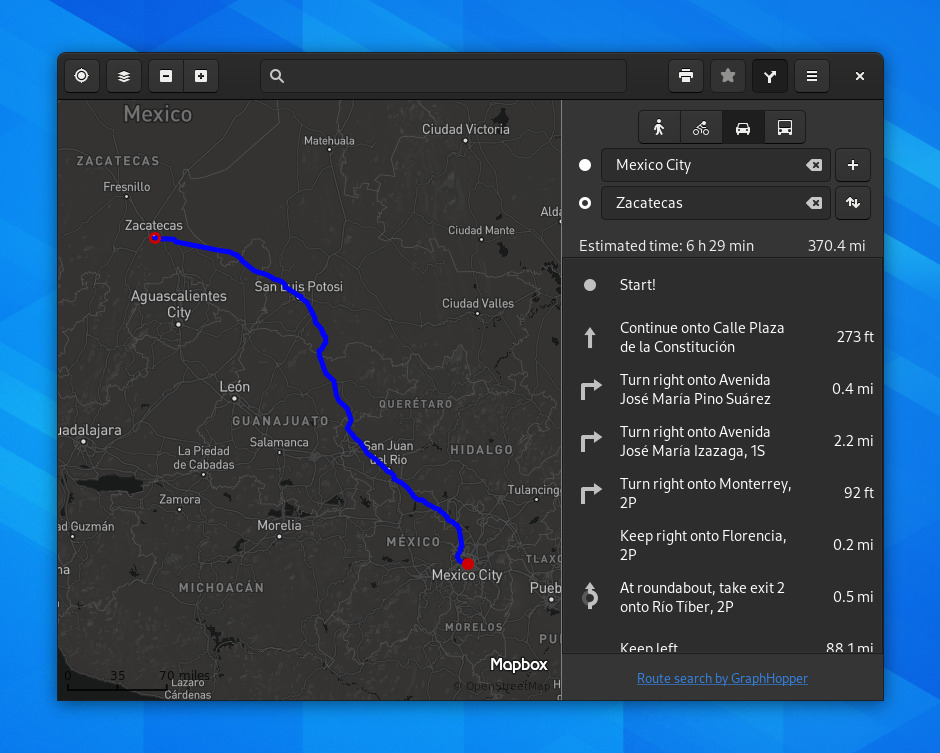 Mexico
Matehuala
Ciudad Victoria
ZACATECAS
Fresnillo
Zacatecas
Ciudad Mante
San Luis Potosi
Aguascalientes
City
Ciudad Valles
León
QUERÉTARO
GUANAJUATO
Salamanca
San Juan
del Rio
HIDALGO
La Piedad
de Cabadas
Zamora
Tulancing
Morelia
MÉXICO
Mexico City
MICHOACÁN
MORELOS
Mapbox
© OpenStreetMap
0 35 70 miles
Lazaro
Cárdenas
Mexico City
Zacatecas
Estimated time: 6 h 29 min 370.4 mi
Start!
Continue onto Calle Plaza
de la Constitución
273 ft
Turn right onto Avenida
José María Pino Suárez
0.4 mi
Turn right onto Avenida
José María Izazaga, 1S
2.2 mi
Turn right onto Monterrey,
2P
92 ft
Keep right onto Florencia,
2P
0.2 mi
At roundabout, take exit 2
onto Río Tíber, 2P
0.5 mi
Keep left 88.1 mi
Route search by GraphHopper